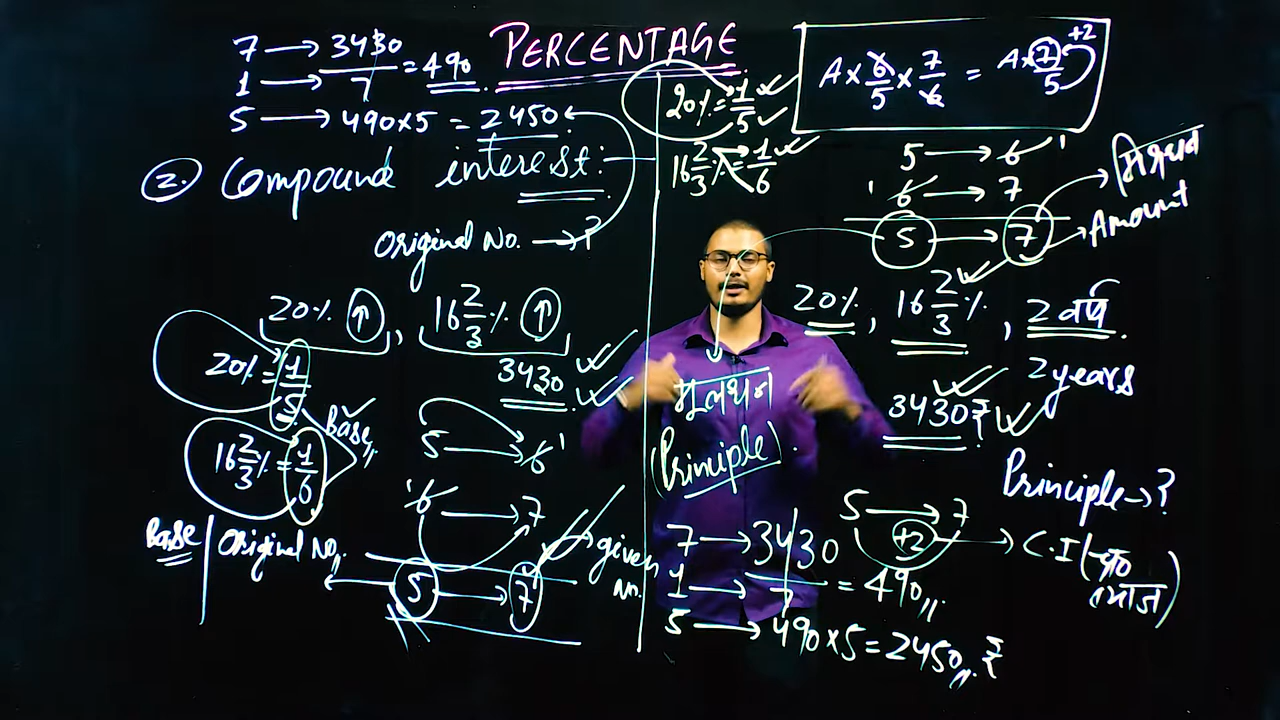 PERCENTAGE
7 → 3430
1 → 3430/7 = 490
5 → 490×5 = 2450
2. Compound interest:
Original No. → ?
20% ↑, 16 2/3% ↑
3430
20% = 1/5
16 2/3% = 1/6
Base
5 → 6
6 → 7
5 → 7
Base | Original No.
given no.
20% = 1/5
16 2/3% = 1/6
A × 6/5 × 7/6 = A × 7/5 +2
5 → 6 1
1 6 → 7
5 → 7
मिश्रधन
Amount
20%, 16 2/3%, 2 वर्ष
2 years
3430 ₹
मूलधन
(Principle).
Principle → ?
5 → 7
+2 → C.I
7 → 3430
1 → 3430/7 = 490
5 → 490×5 = 2450 ₹